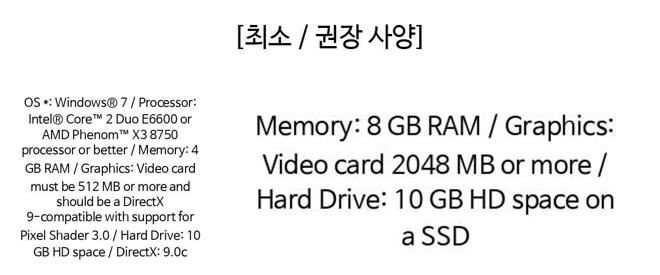 [최소 / 권장 사양]
OS *: Windows® 7 / Processor:
Intel® Core™ 2 Duo E6600 or
AMD Phenom™ X3 8750
processor or better / Memory: 4
GB RAM / Graphics: Video card
must be 512 MB or more and
should be a DirectX
9-compatible with support for
Pixel Shader 3.0 / Hard Drive: 10
GB HD space / DirectX: 9.0c
Memory: 8 GB RAM / Graphics:
Video card 2048 MB or more /
Hard Drive: 10 GB HD space on
a SSD